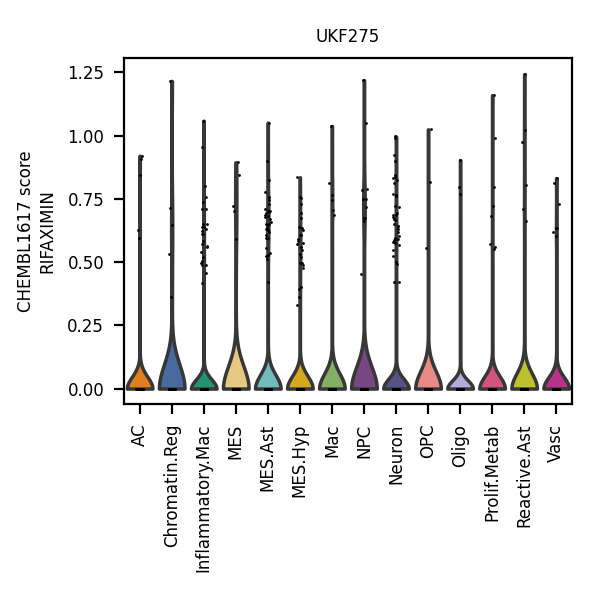 UKF275
CHEMBL1617 score
RIFAXIMIN
1.25
1.00
0.75
0.50
0.25
0.00
AC
Chromatin.Reg
Inflammatory.Mac
MES
MES.Ast
MES.Hyp
Mac
NPC
Neuron
OPC
Oligo
Prolif.Metab
Reactive.Ast
Vasc